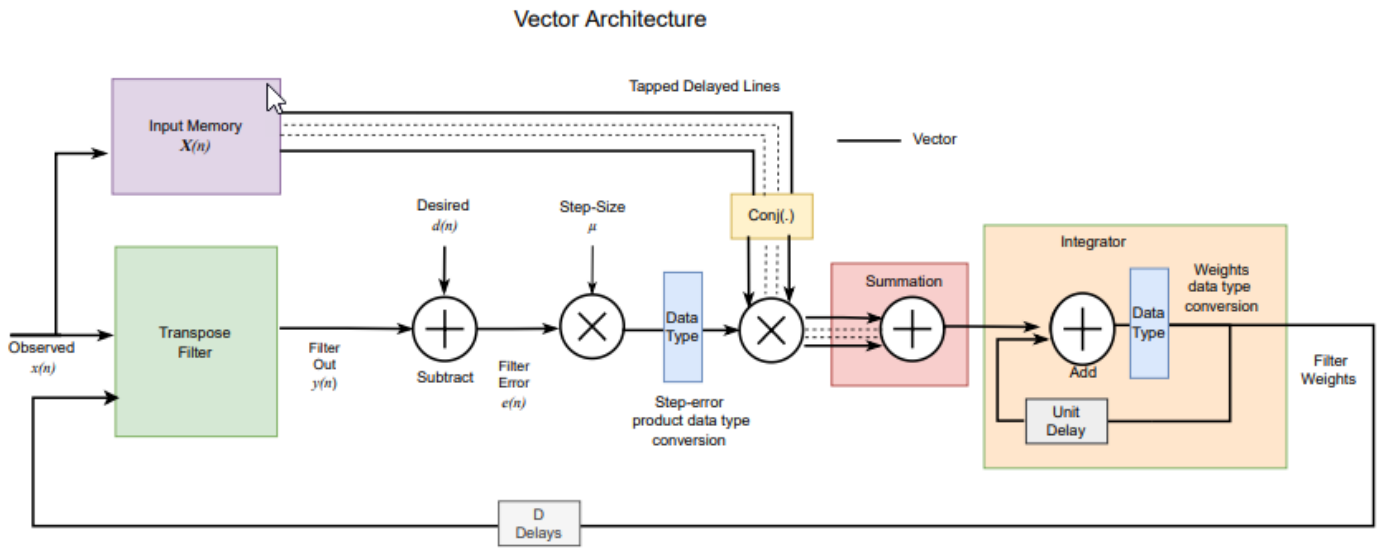 Vector Architecture
Tapped Delayed Lines
Input Memory
X(n)
Vector
Desired
d(n)
Step-Size
μ
Conj(.)
Integrator
Summation
Weights
data type
conversion
Data
Type
Transpose
Filter
Data
Type
Observed
x(n)
Filter
Out
y(n)
Subtract
Filter
Error
e(n)
Add
Filter
Weights
Step-error
product data type
conversion
Unit
Delay
D
Delays